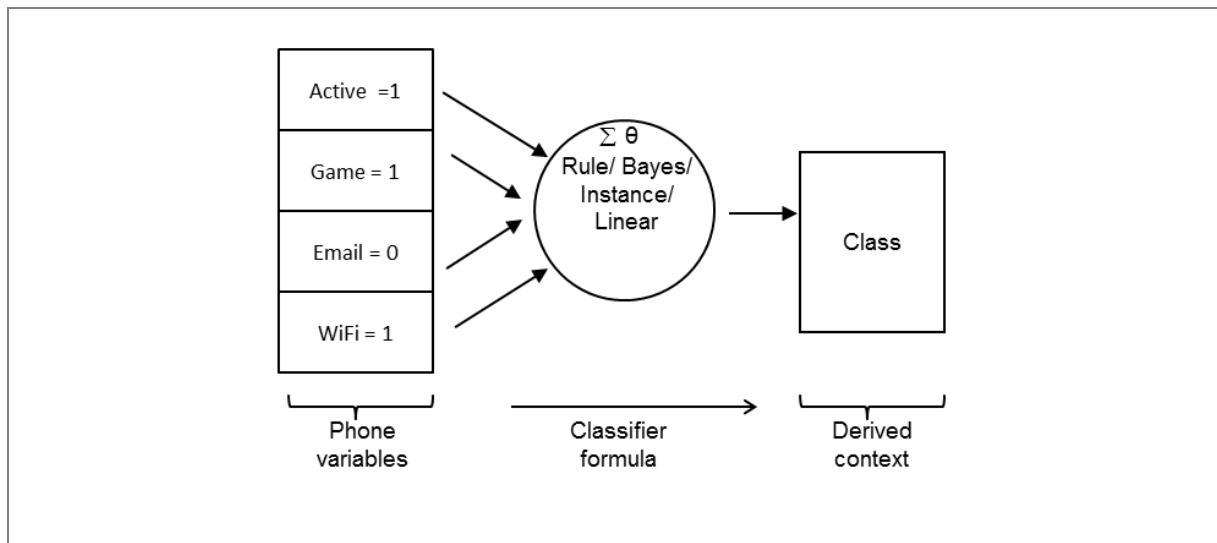 Active =1
Game = 1
Email = 0
WiFi = 1
∑ θ
Rule/ Bayes/
Instance/
Linear
Class
Phone
variables
Classifier
formula
Derived
context